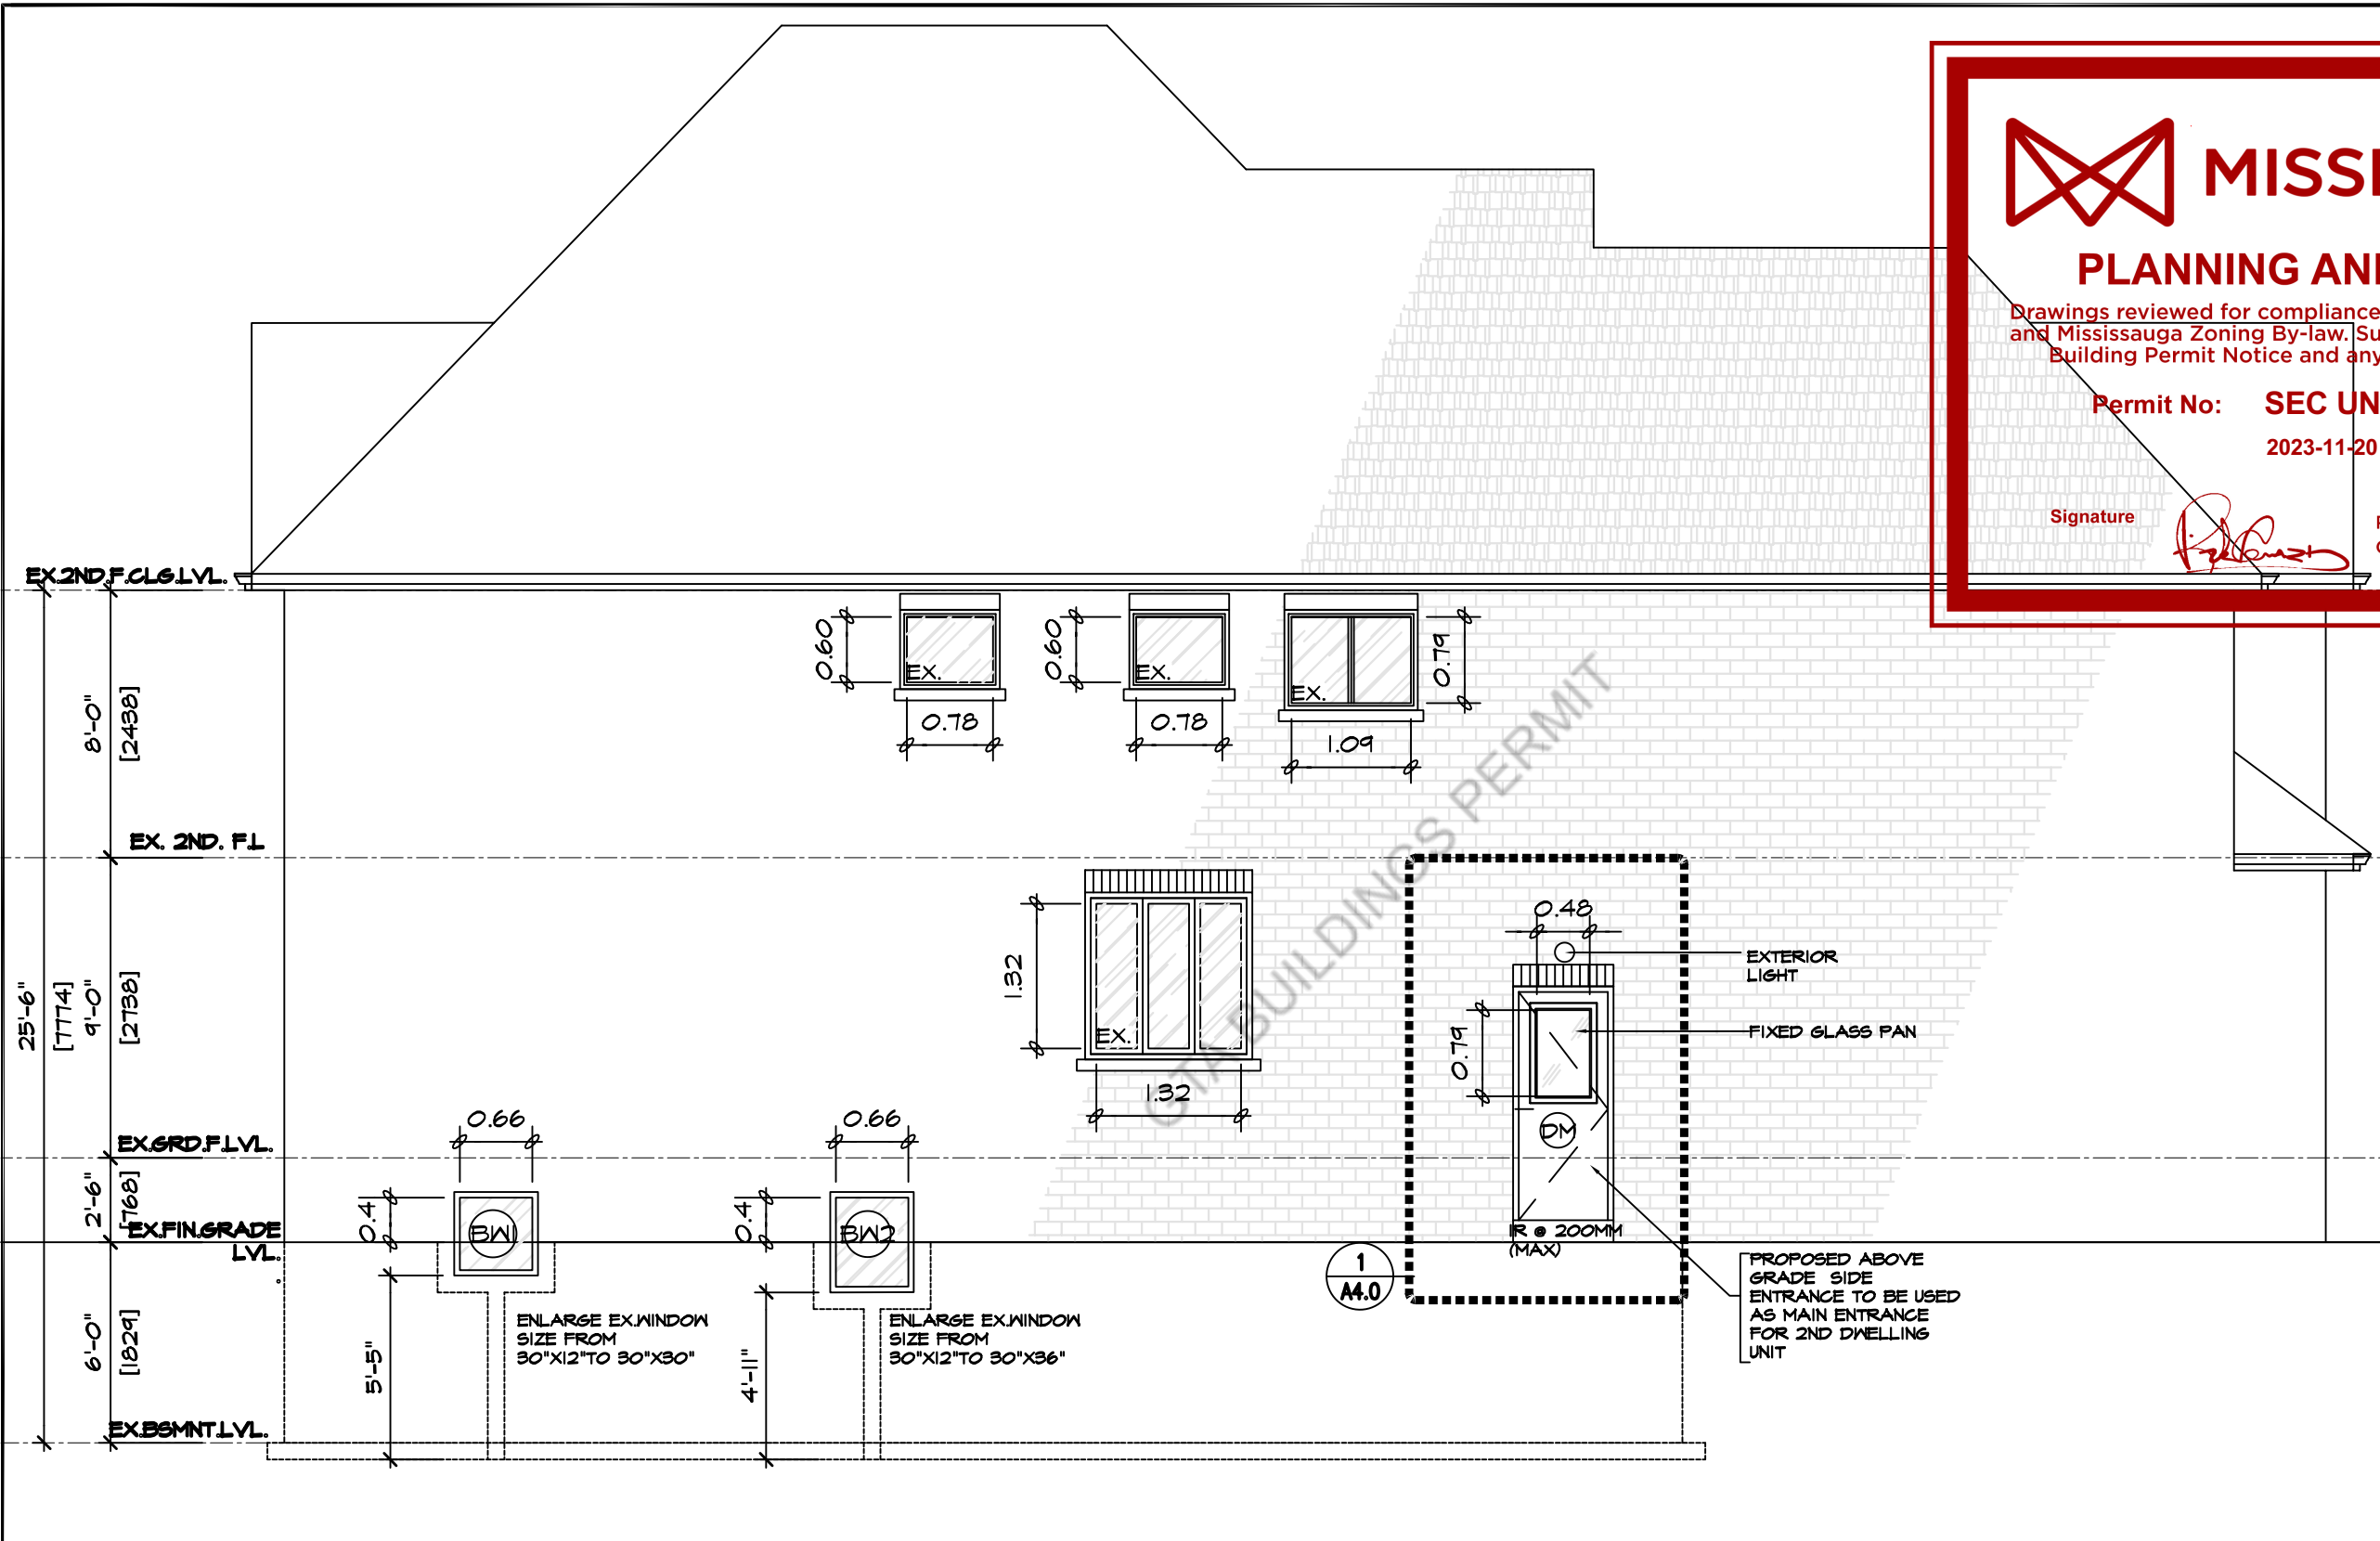 MISSI
PLANNING AN
Drawings reviewed for compliance
and Mississauga Zoning By-law. Su
Building Permit Notice and any
Permit No: SEC UN
2023-11-20
Signature
EX.2ND.F.CLG.LVL.
0.60
0.60
0.79
EX.
EX.
EX.
0.78
0.78
1.09
8'-0"
[2438]
EX. 2ND. F.L
GTA BUILDINGS PERMIT
25'-6"
[7774]
9'-0"
[2738]
1.32
EX.
1.32
0.48
EXTERIOR
LIGHT
0.79
FIXED GLASS PAN
DM
0.66
0.66
EX.GRD.F.LVL.
2'-6"
[768]
0.4
BW1
0.4
BW2
EX.FIN.GRADE
LVL.
1R @ 200MM
(MAX)
1
A4.0
PROPOSED ABOVE
GRADE SIDE
ENTRANCE TO BE USED
AS MAIN ENTRANCE
FOR 2ND DWELLING
UNIT
6'-0"
[1829]
5'-5"
ENLARGE EX.WINDOW
SIZE FROM
30"X12"TO 30"X30"
4'-11"
ENLARGE EX.WINDOW
SIZE FROM
30"X12"TO 30"X36"
EX.BSMNT.LVL.